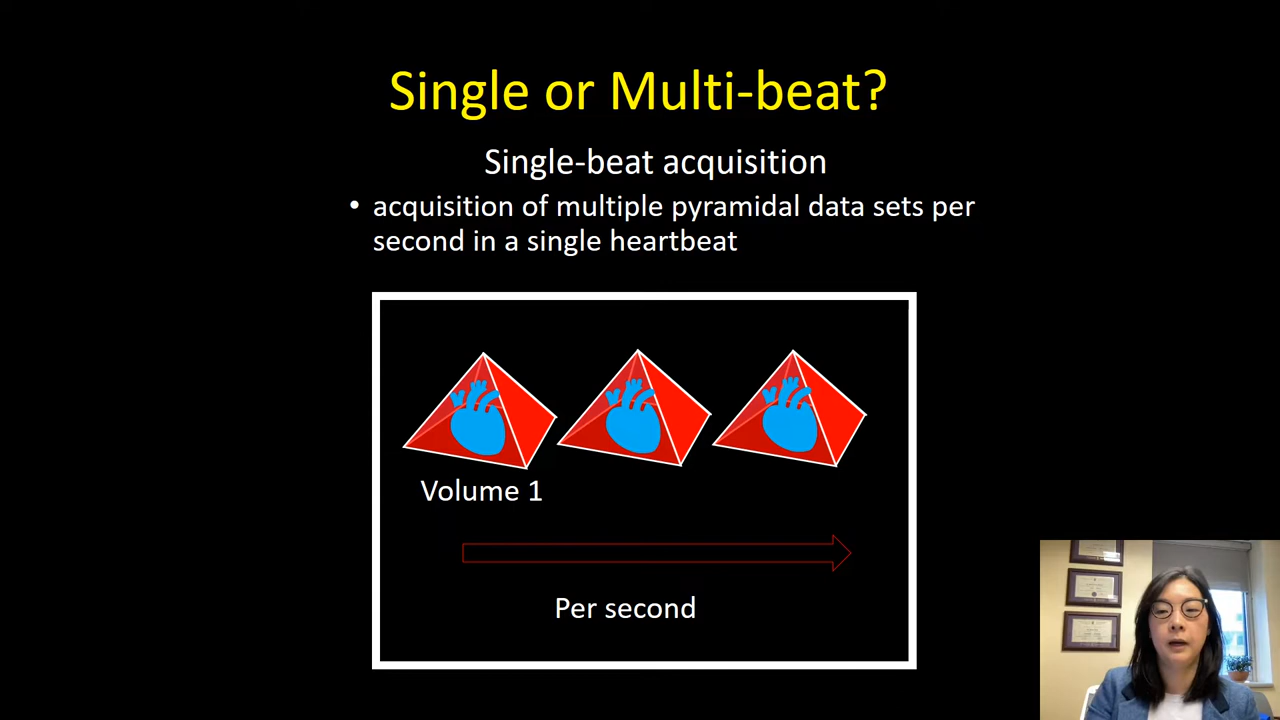 Single or Multi-beat?
Single-beat acquisition
• acquisition of multiple pyramidal data sets per
second in a single heartbeat
Volume 1
Per second